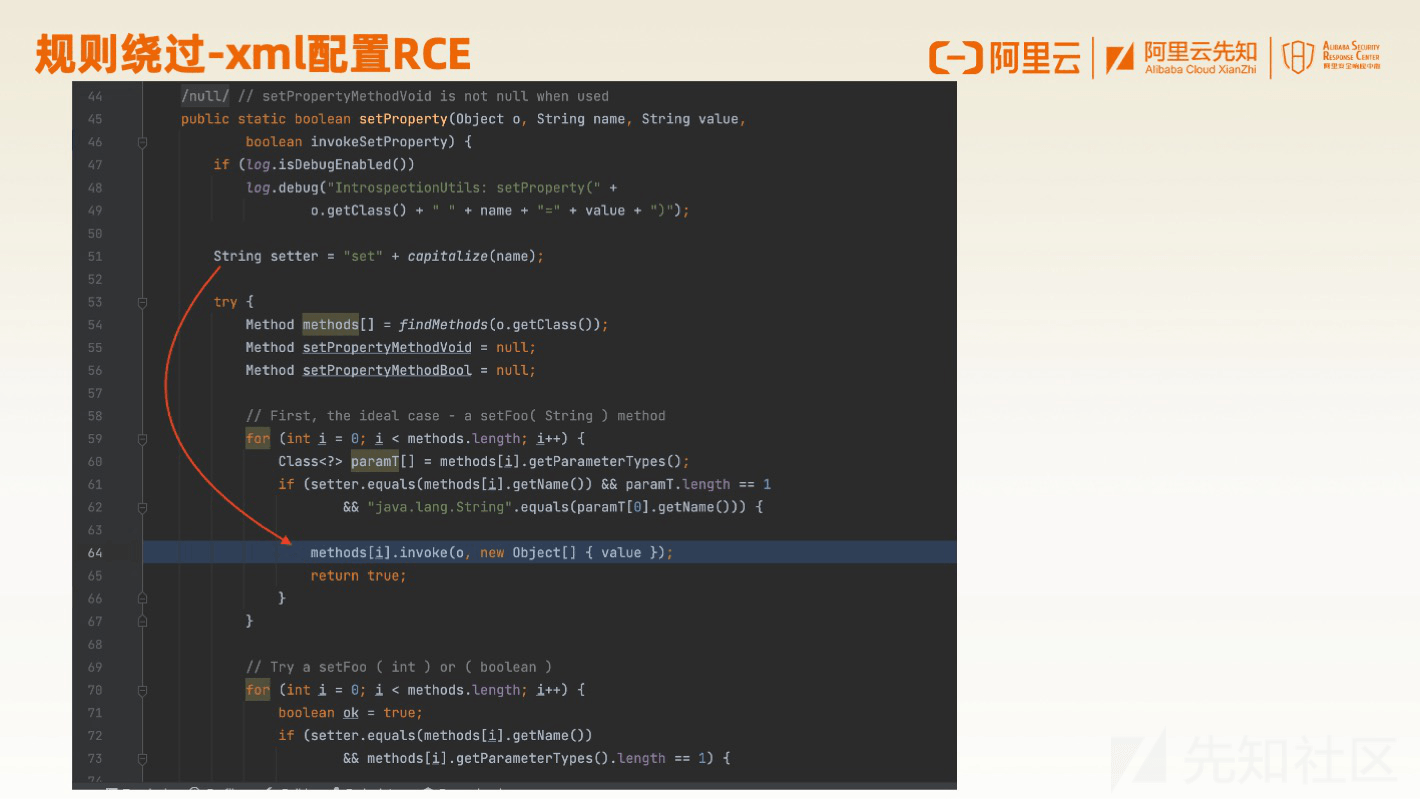 规则绕过-xml配置RCE
阿里云
阿里云先知
Alibaba Cloud XianZhi
ALIBABA SECURITY
RESPONSE CENTER
阿里安全响应中心
44 /null/ // setPropertyMethodVoid is not null when used
45 public static boolean setProperty(Object o, String name, String value,
46 boolean invokeSetProperty) {
47 if (log.isDebugEnabled())
48 log.debug("IntrospectionUtils: setProperty(" +
49 o.getClass() + " " + name + "=" + value + ")");
50
51 String setter = "set" + capitalize(name);
52
53 try {
54 Method methods[] = findMethods(o.getClass());
55 Method setPropertyMethodVoid = null;
56 Method setPropertyMethodBool = null;
57
58 // First, the ideal case - a setFoo( String ) method
59 for (int i = 0; i < methods.length; i++) {
60 Class<?> paramT[] = methods[i].getParameterTypes();
61 if (setter.equals(methods[i].getName()) && paramT.length == 1
62 && "java.lang.String".equals(paramT[0].getName())) {
63
64 methods[i].invoke(o, new Object[] { value });
65 return true;
66 }
67 }
68
69 // Try a setFoo ( int ) or ( boolean )
70 for (int i = 0; i < methods.length; i++) {
71 boolean ok = true;
72 if (setter.equals(methods[i].getName())
73 && methods[i].getParameterTypes().length == 1) {
74
先知社区